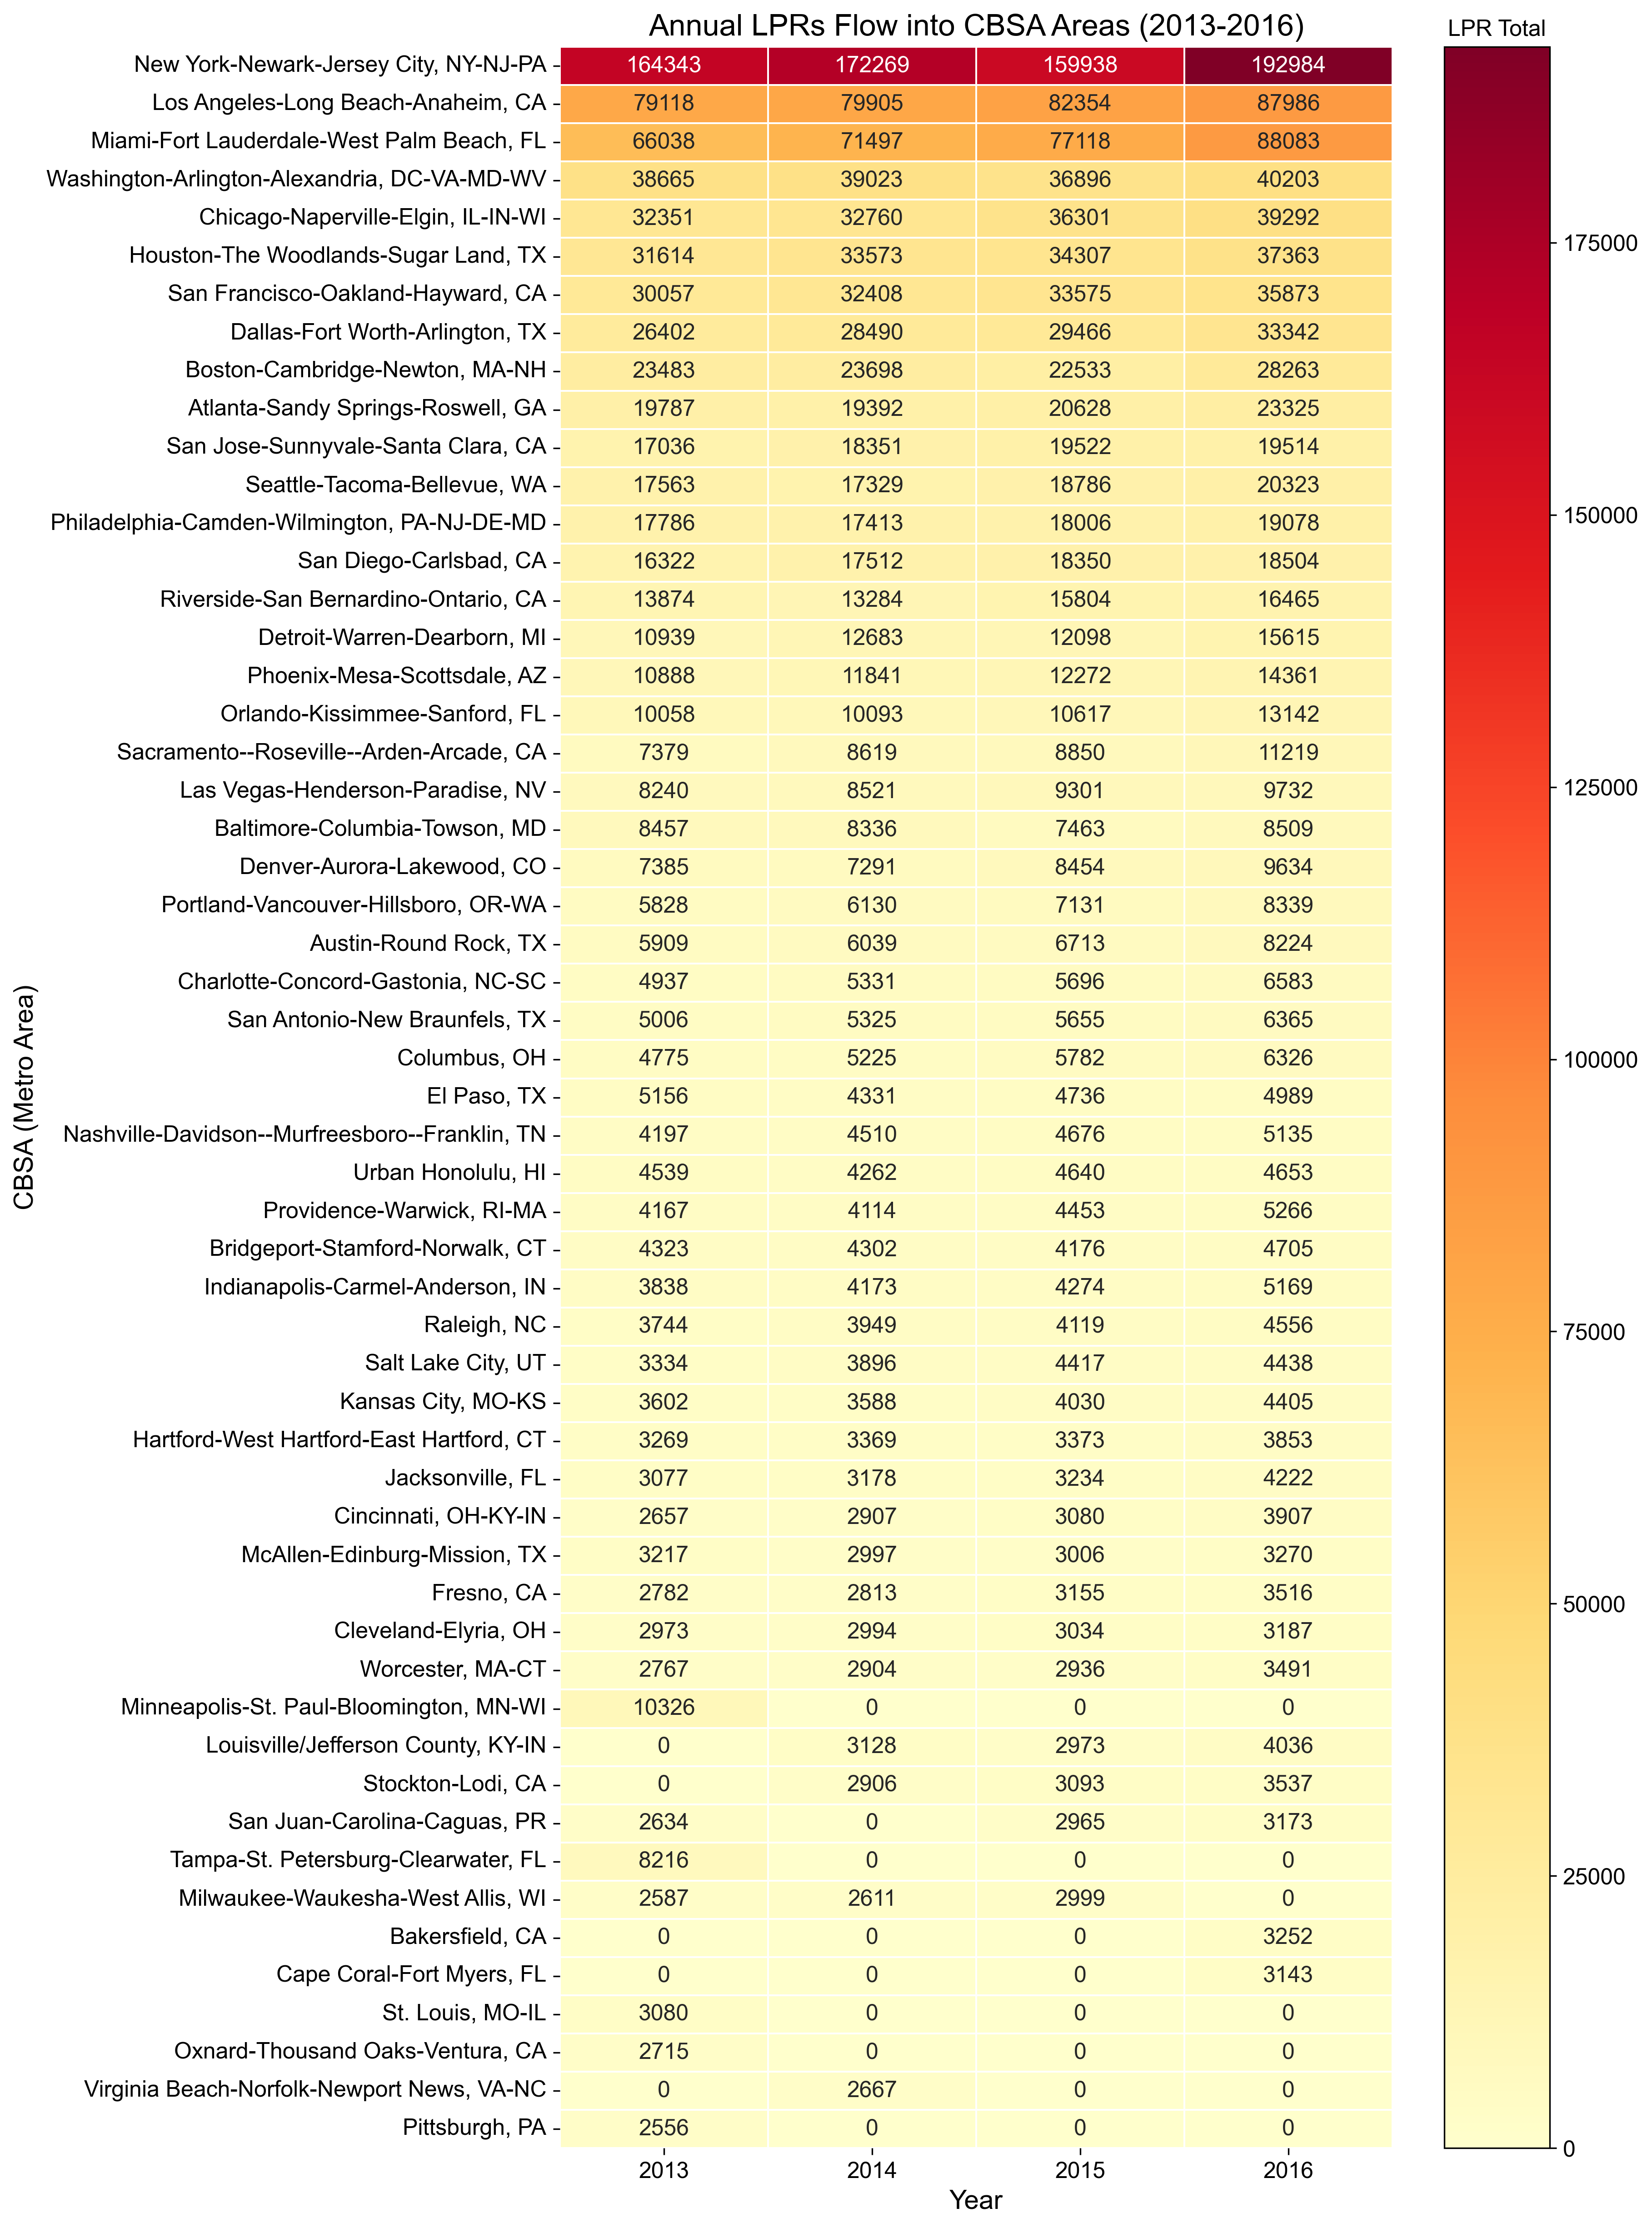 Annual LPRs Flow into CBSA Areas (2013-2016)
LPR Total
New York-Newark-Jersey City, NY-NJ-PA 164343 172269 159938 192984
Los Angeles-Long Beach-Anaheim, CA 79118 79905 82354 87986
Miami-Fort Lauderdale-West Palm Beach, FL 66038 71497 77118 88083
Washington-Arlington-Alexandria, DC-VA-MD-WV 38665 39023 36896 40203
Chicago-Naperville-Elgin, IL-IN-WI 32351 32760 36301 39292
Houston-The Woodlands-Sugar Land, TX 31614 33573 34307 37363
San Francisco-Oakland-Hayward, CA 30057 32408 33575 35873
Dallas-Fort Worth-Arlington, TX 26402 28490 29466 33342
Boston-Cambridge-Newton, MA-NH 23483 23698 22533 28263
Atlanta-Sandy Springs-Roswell, GA 19787 19392 20628 23325
San Jose-Sunnyvale-Santa Clara, CA 17036 18351 19522 19514
Seattle-Tacoma-Bellevue, WA 17563 17329 18786 20323
Philadelphia-Camden-Wilmington, PA-NJ-DE-MD 17786 17413 18006 19078
San Diego-Carlsbad, CA 16322 17512 18350 18504
Riverside-San Bernardino-Ontario, CA 13874 13284 15804 16465
Detroit-Warren-Dearborn, MI 10939 12683 12098 15615
Phoenix-Mesa-Scottsdale, AZ 10888 11841 12272 14361
Orlando-Kissimmee-Sanford, FL 10058 10093 10617 13142
Sacramento--Roseville--Arden-Arcade, CA 7379 8619 8850 11219
Las Vegas-Henderson-Paradise, NV 8240 8521 9301 9732
Baltimore-Columbia-Towson, MD 8457 8336 7463 8509
Denver-Aurora-Lakewood, CO 7385 7291 8454 9634
Portland-Vancouver-Hillsboro, OR-WA 5828 6130 7131 8339
Austin-Round Rock, TX 5909 6039 6713 8224
Charlotte-Concord-Gastonia, NC-SC 4937 5331 5696 6583
San Antonio-New Braunfels, TX 5006 5325 5655 6365
Columbus, OH 4775 5225 5782 6326
El Paso, TX 5156 4331 4736 4989
Nashville-Davidson--Murfreesboro--Franklin, TN 4197 4510 4676 5135
Urban Honolulu, HI 4539 4262 4640 4653
Providence-Warwick, RI-MA 4167 4114 4453 5266
Bridgeport-Stamford-Norwalk, CT 4323 4302 4176 4705
Indianapolis-Carmel-Anderson, IN 3838 4173 4274 5169
Raleigh, NC 3744 3949 4119 4556
Salt Lake City, UT 3334 3896 4417 4438
Kansas City, MO-KS 3602 3588 4030 4405
Hartford-West Hartford-East Hartford, CT 3269 3369 3373 3853
Jacksonville, FL 3077 3178 3234 4222
Cincinnati, OH-KY-IN 2657 2907 3080 3907
McAllen-Edinburg-Mission, TX 3217 2997 3006 3270
Fresno, CA 2782 2813 3155 3516
Cleveland-Elyria, OH 2973 2994 3034 3187
Worcester, MA-CT 2767 2904 2936 3491
Minneapolis-St. Paul-Bloomington, MN-WI 10326 0 0 0
Louisville/Jefferson County, KY-IN 0 3128 2973 4036
Stockton-Lodi, CA 0 2906 3093 3537
San Juan-Carolina-Caguas, PR 2634 0 2965 3173
Tampa-St. Petersburg-Clearwater, FL 8216 0 0 0
Milwaukee-Waukesha-West Allis, WI 2587 2611 2999 0
Bakersfield, CA 0 0 0 3252
Cape Coral-Fort Myers, FL 0 0 0 3143
St. Louis, MO-IL 3080 0 0 0
Oxnard-Thousand Oaks-Ventura, CA 2715 0 0 0
Virginia Beach-Norfolk-Newport News, VA-NC 0 2667 0 0
Pittsburgh, PA 2556 0 0 0
2013 2014 2015 2016
Year
CBSA (Metro Area)
175000
150000
125000
100000
75000
50000
25000
0